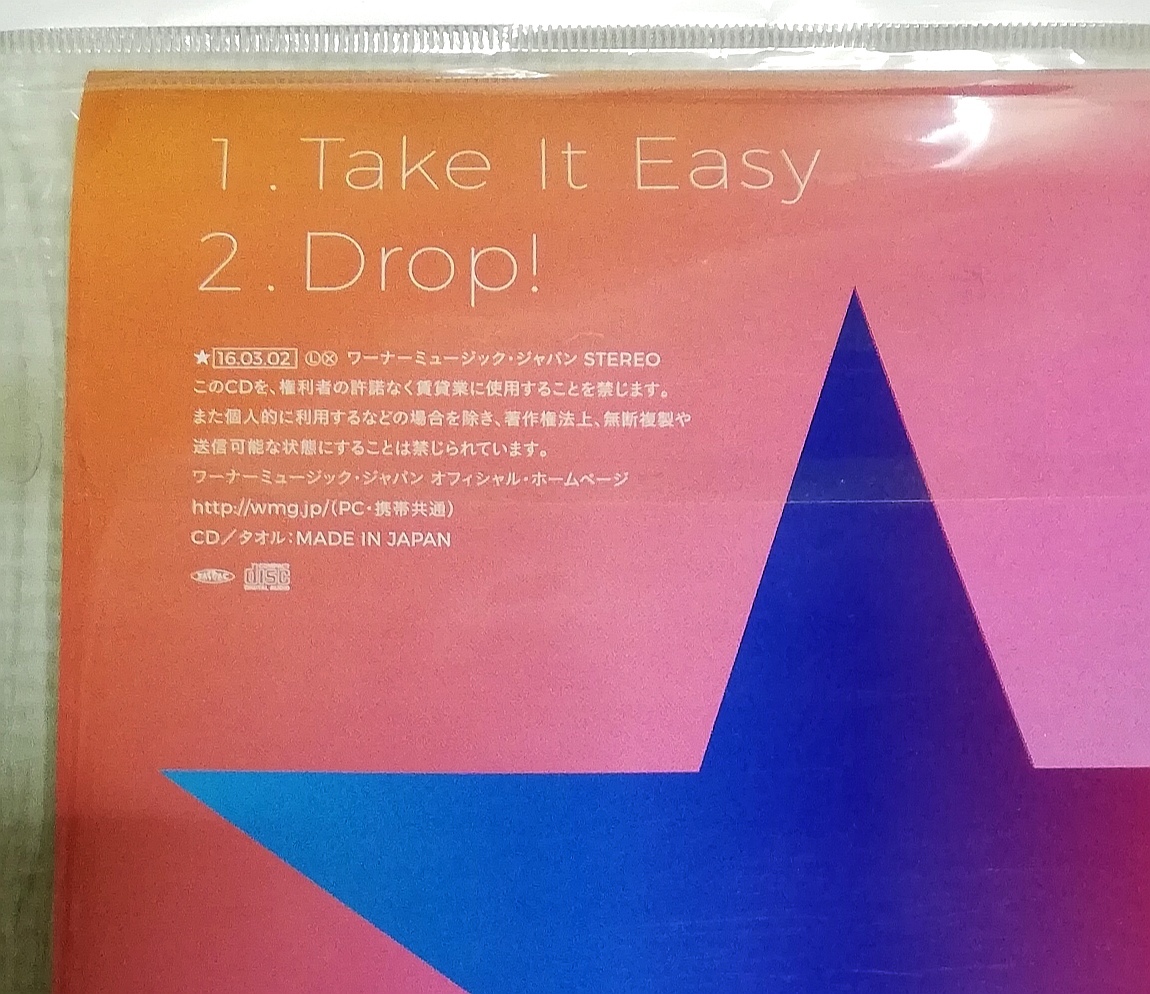 1. Take It Easy
2. Drop!
★16.03.02 ⓁⓍ ワーナーミュージック・ジャパン STEREO
このCDを、権利者の許諾なく賃貸業に使用することを禁じます。
また個人的に利用するなどの場合を除き、著作権法上、無断複製や
送信可能な状態にすることは禁じられています。
ワーナーミュージック・ジャパン オフィシャル・ホームページ
http://wmg.jp/(PC・携帯共通)
CD／タオル：MADE IN JAPAN
disc
DIGITAL AUDIO